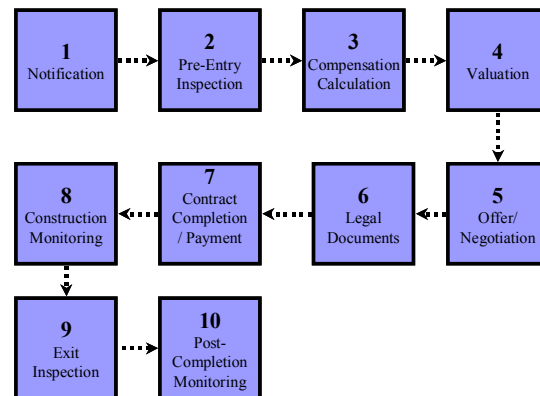 1
Notification
2
Pre-Entry
Inspection
3
Compensation
Calculation
4
Valuation
5
Offer/
Negotiation
6
Legal
Documents
7
Contract
Completion
/ Payment
8
Construction
Monitoring
9
Exit
Inspection
10
Post-
Completion
Monitoring